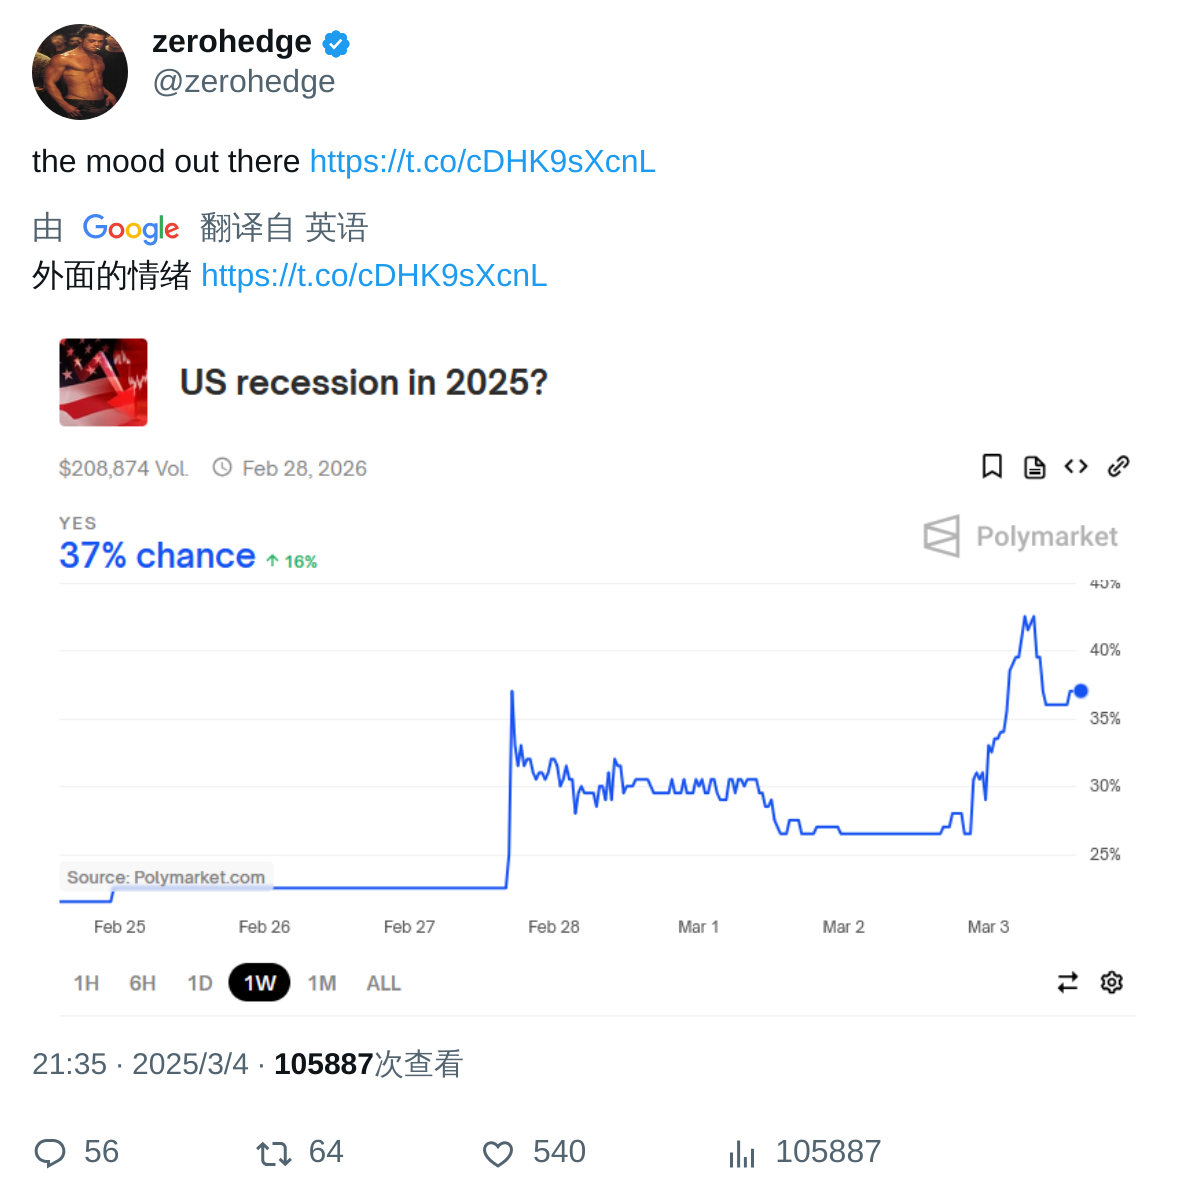 zerohedge
@zerohedge
the mood out there https://t.co/cDHK9sXcnL
由 Google 翻译自 英语
外面的情绪 https://t.co/cDHK9sXcnL
US recession in 2025?
$208,874 Vol. Feb 28, 2026
YES
37% chance ↑ 16%
Polymarket
45%
40%
35%
30%
25%
Source: Polymarket.com
Feb 25 Feb 26 Feb 27 Feb 28 Mar 1 Mar 2 Mar 3
1H 6H 1D 1W 1M ALL
21:35 · 2025/3/4 · 105887次查看
56 64 540 105887